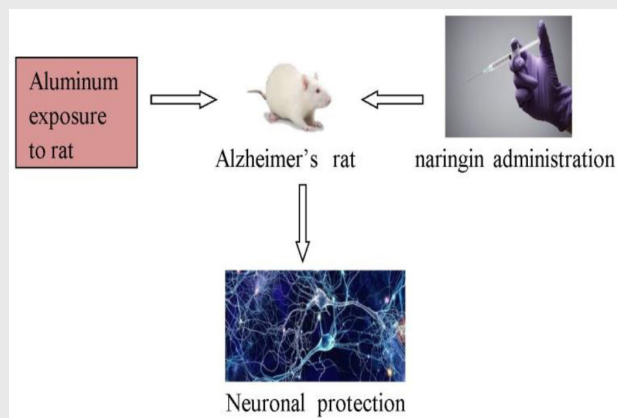 Aluminum
exposure
to rat
Alzheimer's rat
naringin administration
Neuronal protection